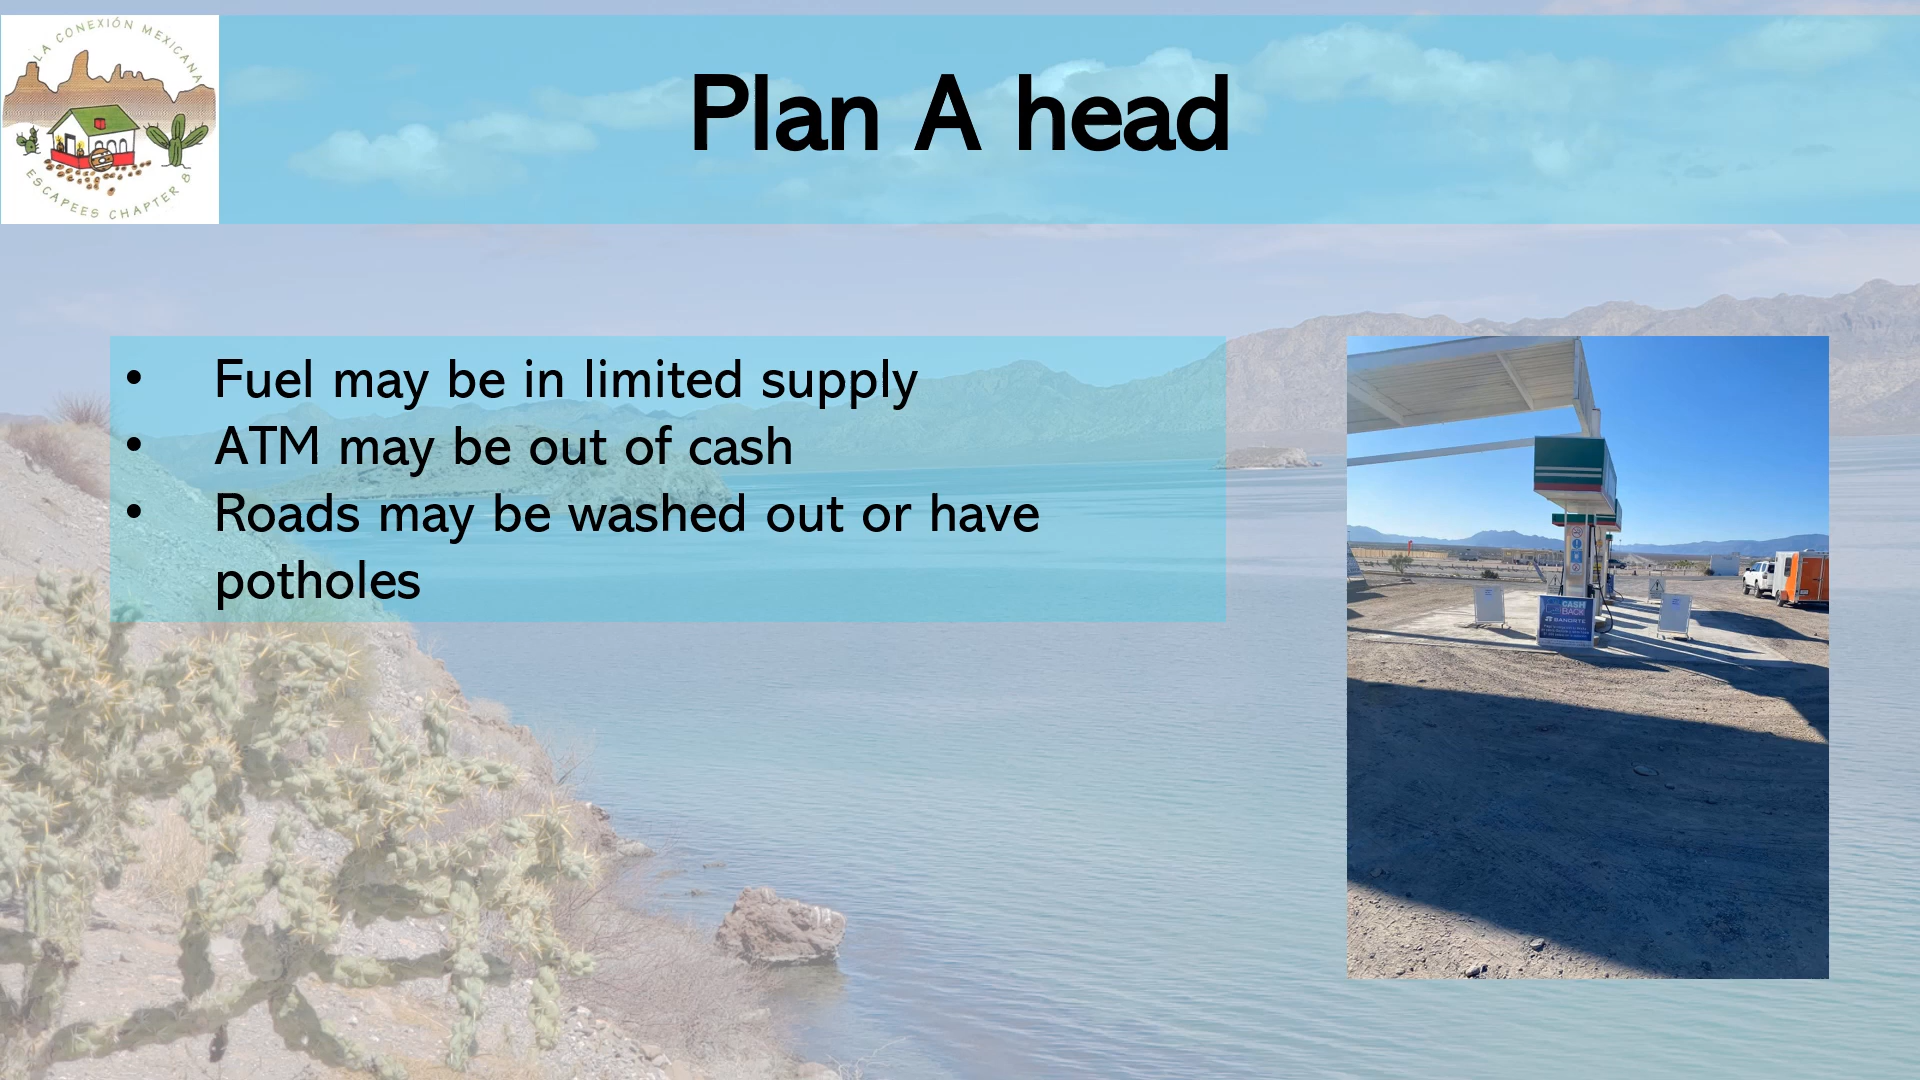 LA CONEXIÓN MEXICANA
ESCAPEES CHAPTER 8
Plan A head
• Fuel may be in limited supply
• ATM may be out of cash
• Roads may be washed out or have
potholes
CASH
BACK
BANORTE